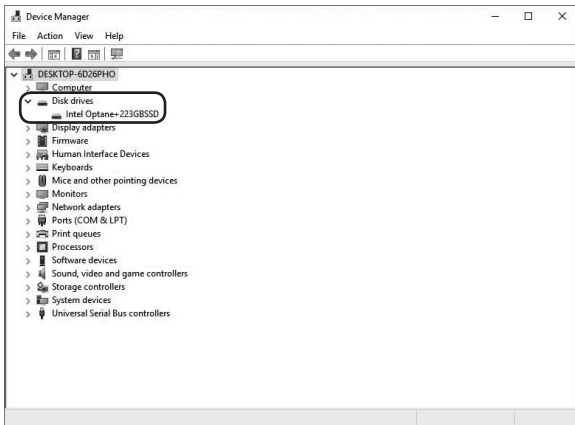 Device Manager
File Action View Help
DESKTOP-6D26PHO
Computer
Disk drives
Intel Optane+223GBSSD
Display adapters
Firmware
Human Interface Devices
Keyboards
Mice and other pointing devices
Monitors
Network adapters
Ports (COM & LPT)
Print queues
Processors
Software devices
Sound, video and game controllers
Storage controllers
System devices
Universal Serial Bus controllers